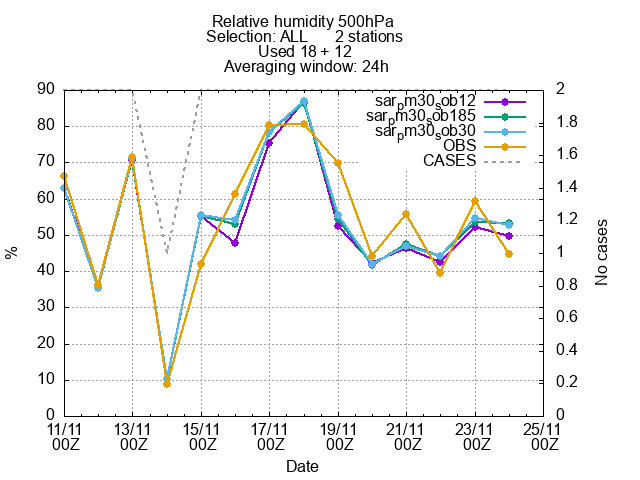 Relative humidity 500hPa
Selection: ALL 2 stations
Used 18 + 12
Averaging window: 24h
90
80
70
60
50
40
30
20
10
0
%
2
1.8
1.6
1.4
1.2
1
0.8
0.6
0.4
0.2
0
No cases
sarpm30sob12
sarpm30sob185
sarpm30sob30
OBS
CASES
11/11 13/11 15/11 17/11 19/11 21/11 23/11 25/11
00Z 00Z 00Z 00Z 00Z 00Z 00Z 00Z
Date